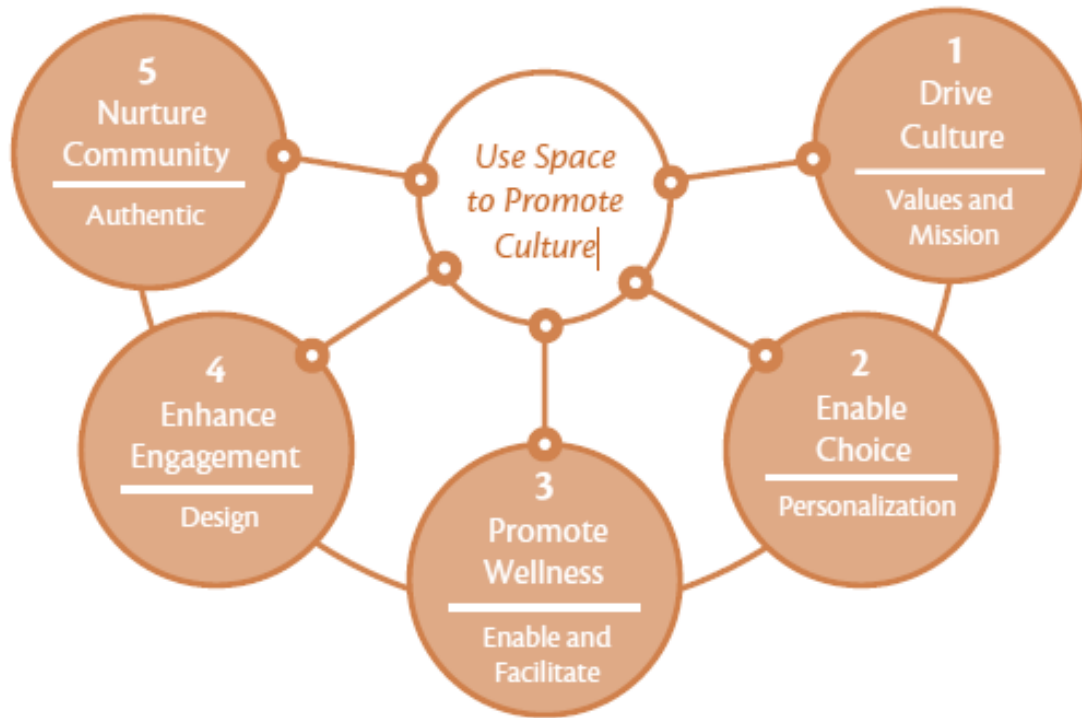 Use Space
to Promote
Culture
1
Drive
Culture
Values and
Mission
2
Enable
Choice
Personalization
3
Promote
Wellness
Enable and
Facilitate
4
Enhance
Engagement
Design
5
Nurture
Community
Authentic